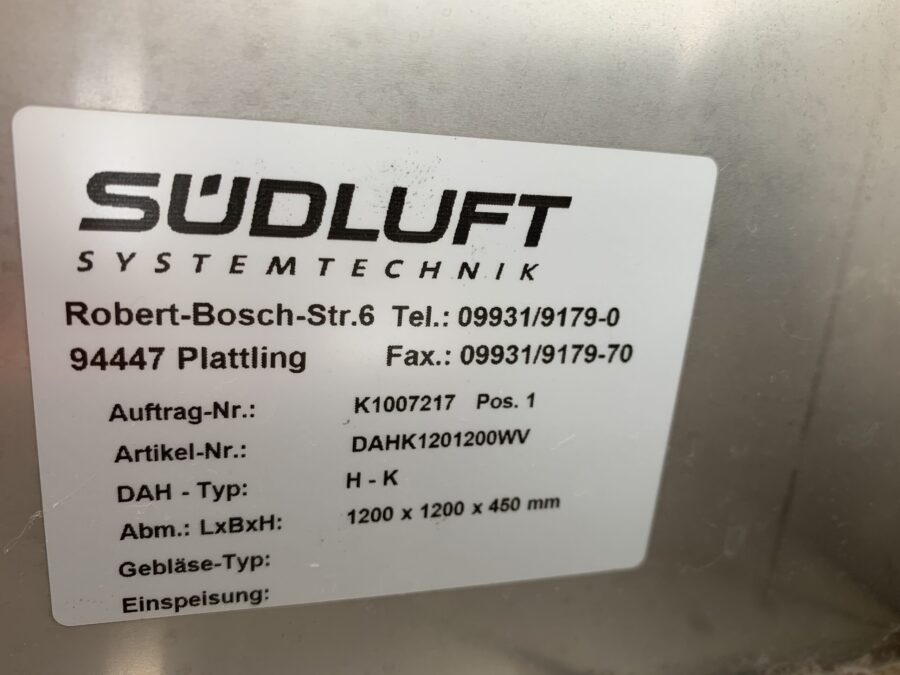 SÜDLUFT
SYSTEMTECHNIK
Robert-Bosch-Str.6 Tel.: 09931/9179-0
94447 Plattling Fax.: 09931/9179-70
Auftrag-Nr.: K1007217 Pos. 1
Artikel-Nr.: DAHK1201200WV
DAH - Typ: H - K
Abm.: LxBxH: 1200 x 1200 x 450 mm
Gebläse-Typ:
Einspeisung: